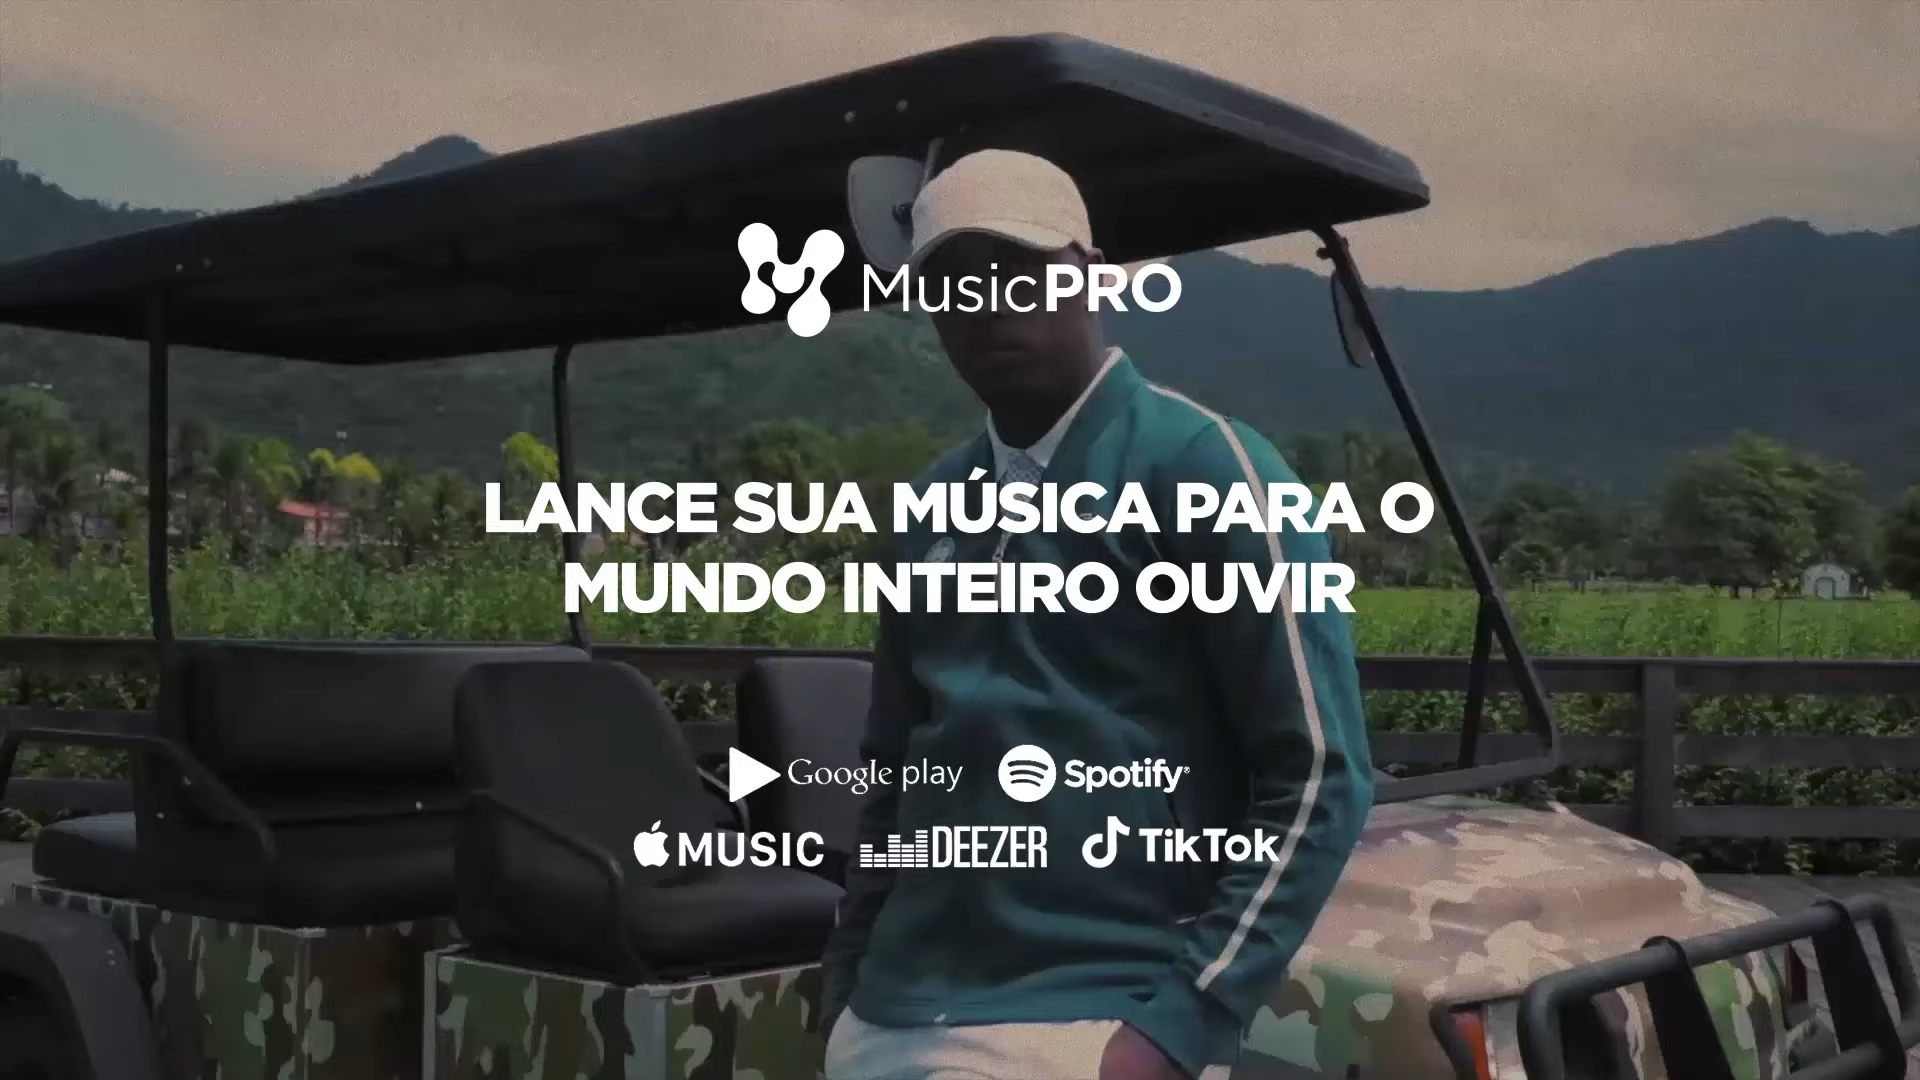 MusicPRO
LANCE SUA MÚSICA PARA O
MUNDO INTEIRO OUVIR
Google play Spotify
MUSIC DEEZER TikTok